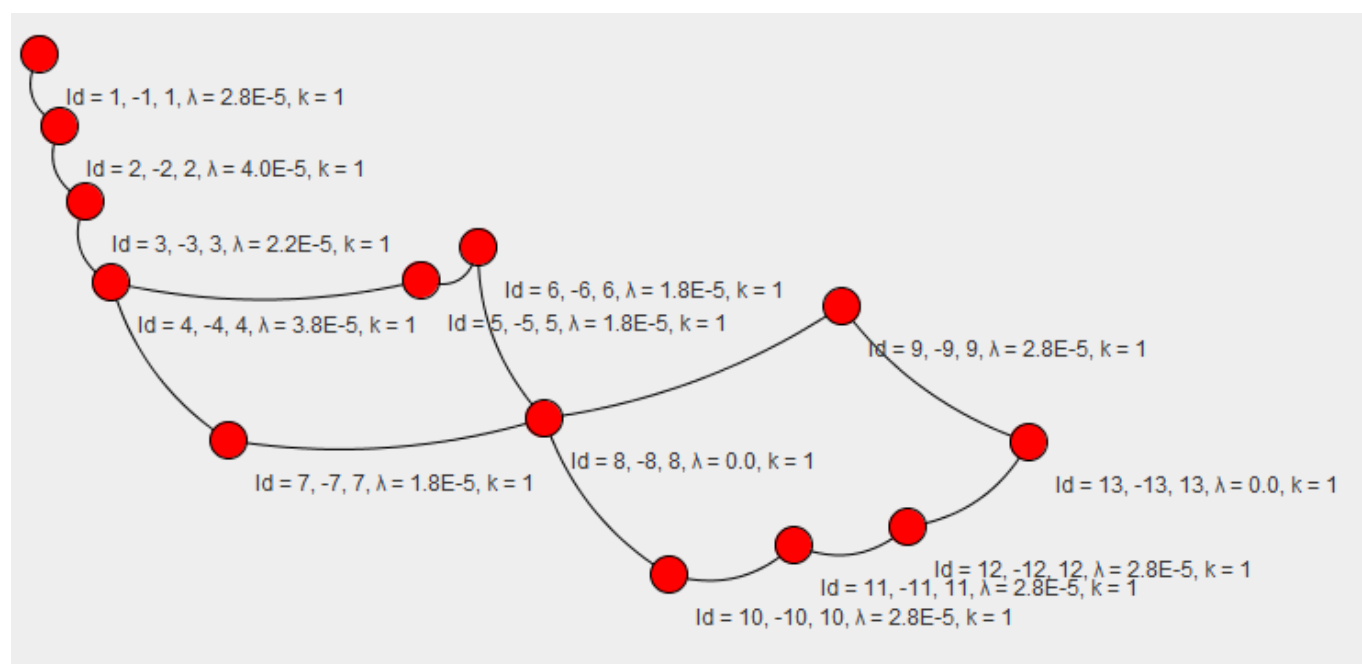 Id = 1, -1, 1, λ = 2.8E-5, k = 1
Id = 2, -2, 2, λ = 4.0E-5, k = 1
Id = 3, -3, 3, λ = 2.2E-5, k = 1
Id = 6, -6, 6, λ = 1.8E-5, k = 1
Id = 4, -4, 4, λ = 3.8E-5, k = 1
Id = 5, -5, 5, λ = 1.8E-5, k = 1
Id = 9, -9, 9, λ = 2.8E-5, k = 1
Id = 8, -8, 8, λ = 0.0, k = 1
Id = 7, -7, 7, λ = 1.8E-5, k = 1
Id = 13, -13, 13, λ = 0.0, k = 1
Id = 12, -12, 12, λ = 2.8E-5, k = 1
Id = 11, -11, 11, λ = 2.8E-5, k = 1
Id = 10, -10, 10, λ = 2.8E-5, k = 1